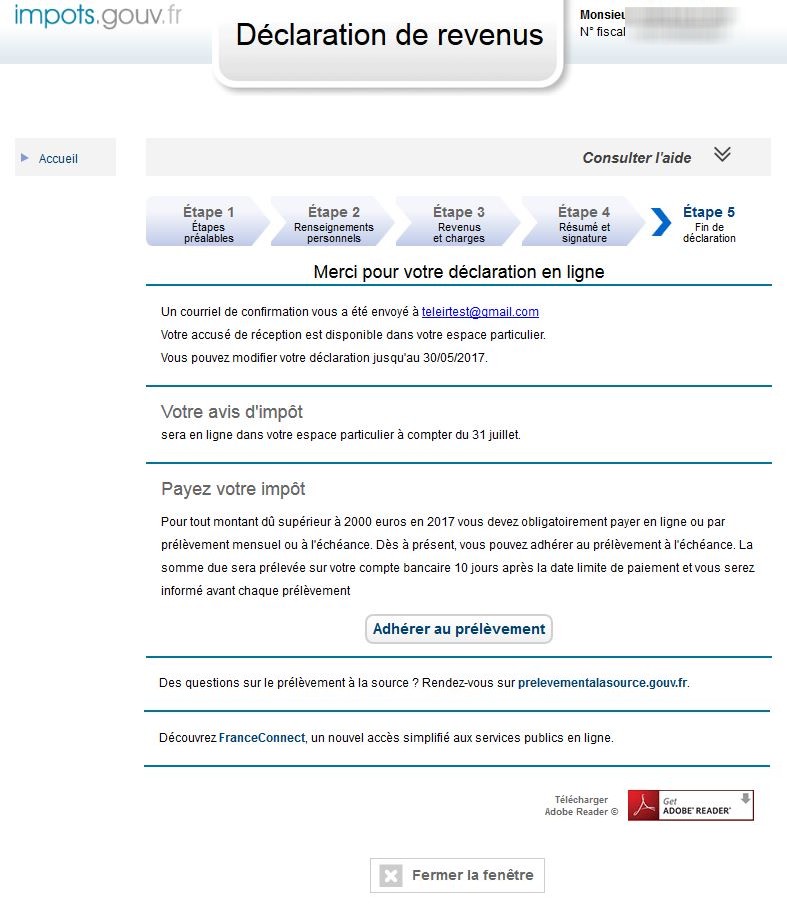 impots.gouv.fr
Déclaration de revenus
Monsieu
N° fiscal
Accueil
Consulter l'aide
Étape 1
Étapes
préalables
Étape 2
Renseignements
personnels
Étape 3
Revenus
et charges
Étape 4
Résumé et
signature
Étape 5
Fin de
déclaration
Merci pour votre déclaration en ligne
Un courriel de confirmation vous a été envoyé à teleirtest@gmail.com
Votre accusé de réception est disponible dans votre espace particulier.
Vous pouvez modifier votre déclaration jusqu'au 30/05/2017.
Votre avis d'impôt
sera en ligne dans votre espace particulier à compter du 31 juillet.
Payez votre impôt
Pour tout montant dû supérieur à 2000 euros en 2017 vous devez obligatoirement payer en ligne ou par
prélèvement mensuel ou à l'échéance. Dès à présent, vous pouvez adhérer au prélèvement à l'échéance. La
somme due sera prélevée sur votre compte bancaire 10 jours après la date limite de paiement et vous serez
informé avant chaque prélèvement
Adhérer au prélèvement
Des questions sur le prélèvement à la source ? Rendez-vous sur prelevementalasource.gouv.fr.
Découvrez FranceConnect, un nouvel accès simplifié aux services publics en ligne.
Télécharger
Adobe Reader ©
Get
ADOBE® READER®
Fermer la fenêtre